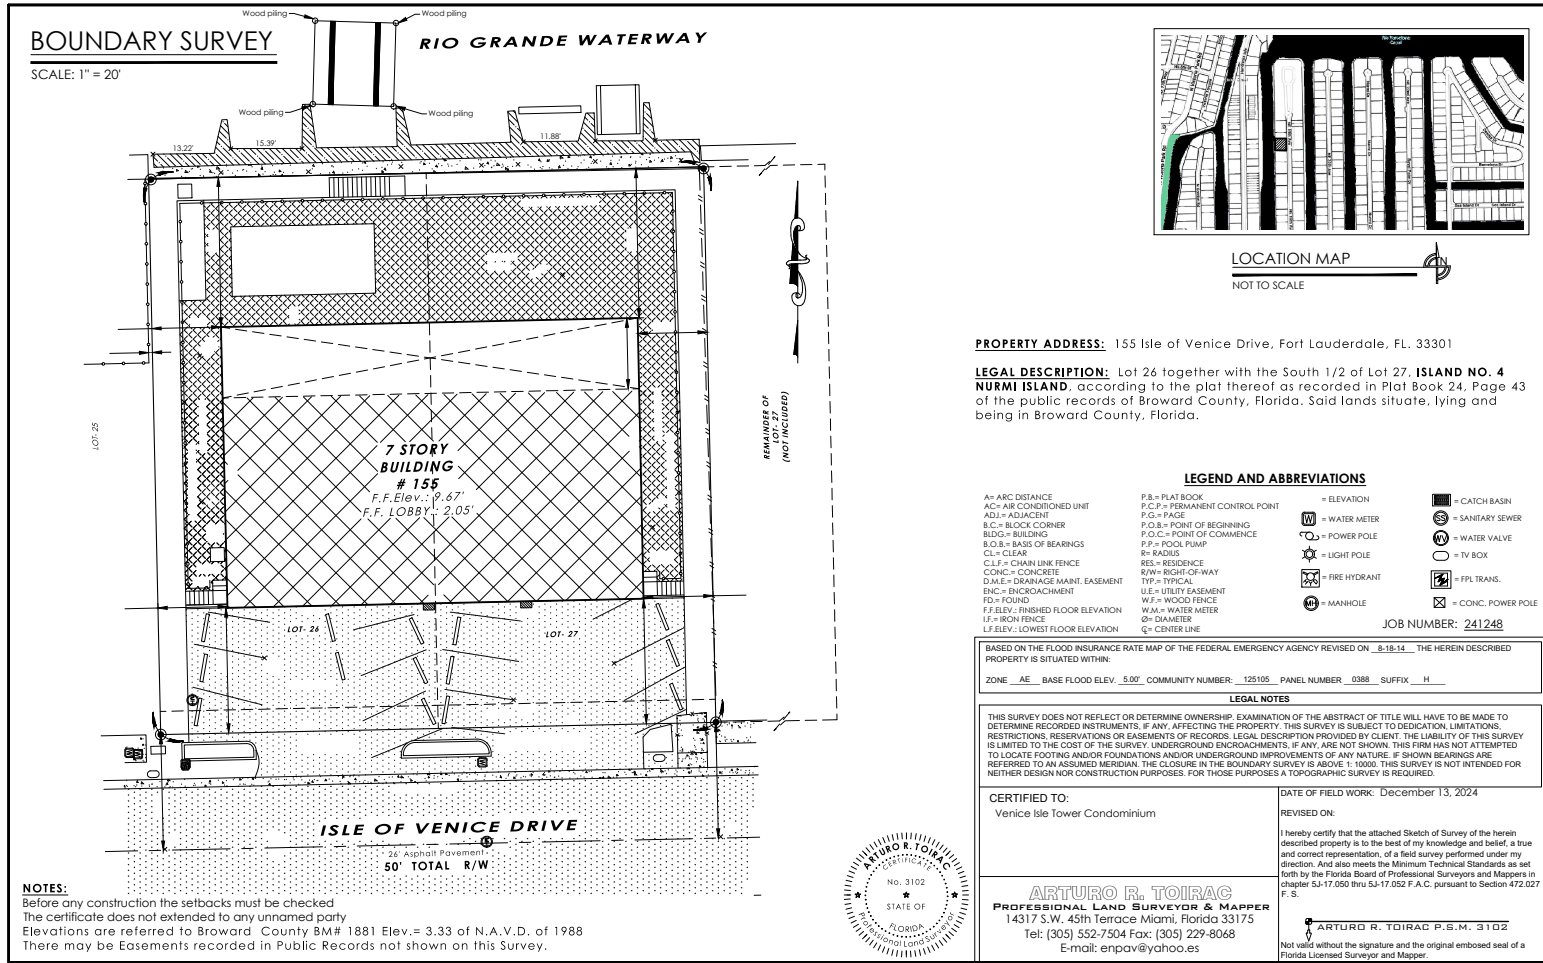 BOUNDARY SURVEY
SCALE: 1" = 20'
Wood piling
Wood piling
RIO GRANDE WATERWAY
Wood piling
Wood piling
13.22'
15.39'
11.88'
LOT- 25
REMAINDER OF
LOT- 27
(NOT INCLUDED)
7 STORY
BUILDING
# 155
F.F.Elev.: 9.67'
F.F. LOBBY.: 2.05'
LOT- 26
LOT- 27
ISLE OF VENICE DRIVE
26' Asphalt Pavement
50' TOTAL R/W
NOTES:
Before any construction the setbacks must be checked
The certificate does not extended to any unnamed party
Elevations are referred to Broward County BM# 1881 Elev.= 3.33 of N.A.V.D. of 1988
There may be Easements recorded in Public Records not shown on this Survey.
LOCATION MAP
NOT TO SCALE
N
PROPERTY ADDRESS: 155 Isle of Venice Drive, Fort Lauderdale, FL. 33301
LEGAL DESCRIPTION: Lot 26 together with the South 1/2 of Lot 27, ISLAND NO. 4
NURMI ISLAND, according to the plat thereof as recorded in Plat Book 24, Page 43
of the public records of Broward County, Florida. Said lands situate, lying and
being in Broward County, Florida.
LEGEND AND ABBREVIATIONS
A= ARC DISTANCE
AC= AIR CONDITIONED UNIT
ADJ.= ADJACENT
B.C.= BLOCK CORNER
BLDG.= BUILDING
B.O.B.= BASIS OF BEARINGS
CL.= CLEAR
C.L.F.= CHAIN LINK FENCE
CONC.= CONCRETE
D.M.E.= DRAINAGE MAINT. EASEMENT
ENC.= ENCROACHMENT
FD.= FOUND
F.F.ELEV.: FINISHED FLOOR ELEVATION
I.F.= IRON FENCE
L.F.ELEV.: LOWEST FLOOR ELEVATION
P.B.= PLAT BOOK
P.C.P.= PERMANENT CONTROL POINT
P.G.= PAGE
P.O.B.= POINT OF BEGINNING
P.O.C.= POINT OF COMMENCE
P.P.= POOL PUMP
R= RADIUS
RES.= RESIDENCE
R/W= RIGHT-OF-WAY
TYP.= TYPICAL
U.E.= UTILITY EASEMENT
W.F.= WOOD FENCE
W.M.= WATER METER
Ø= DIAMETER
℄= CENTER LINE
= ELEVATION
W = WATER METER
= POWER POLE
= LIGHT POLE
= FIRE HYDRANT
MH = MANHOLE
= CATCH BASIN
SS = SANITARY SEWER
WV = WATER VALVE
= TV BOX
= FPL TRANS.
= CONC. POWER POLE
JOB NUMBER: 241248
BASED ON THE FLOOD INSURANCE RATE MAP OF THE FEDERAL EMERGENCY AGENCY REVISED ON 8-18-14 THE HEREIN DESCRIBED
PROPERTY IS SITUATED WITHIN:
ZONE AE BASE FLOOD ELEV. 5.00' COMMUNITY NUMBER: 125105 PANEL NUMBER 0388 SUFFIX H
LEGAL NOTES
THIS SURVEY DOES NOT REFLECT OR DETERMINE OWNERSHIP. EXAMINATION OF THE ABSTRACT OF TITLE WILL HAVE TO BE MADE TO
DETERMINE RECORDED INSTRUMENTS, IF ANY, AFFECTING THE PROPERTY. THIS SURVEY IS SUBJECT TO DEDICATION, LIMITATIONS,
RESTRICTIONS, RESERVATIONS OR EASEMENTS OF RECORDS. LEGAL DESCRIPTION PROVIDED BY CLIENT. THE LIABILITY OF THIS SURVEY
IS LIMITED TO THE COST OF THE SURVEY. UNDERGROUND ENCROACHMENTS, IF ANY, ARE NOT SHOWN. THIS FIRM HAS NOT ATTEMPTED
TO LOCATE FOOTING AND/OR FOUNDATIONS AND/OR UNDERGROUND IMPROVEMENTS OF ANY NATURE. IF SHOWN BEARINGS ARE
REFERRED TO AN ASSUMED MERIDIAN. THE CLOSURE IN THE BOUNDARY SURVEY IS ABOVE 1: 10000. THIS SURVEY IS NOT INTENDED FOR
NEITHER DESIGN NOR CONSTRUCTION PURPOSES. FOR THOSE PURPOSES A TOPOGRAPHIC SURVEY IS REQUIRED.
CERTIFIED TO:
Venice Isle Tower Condominium
DATE OF FIELD WORK: December 13, 2024
REVISED ON:
I hereby certify that the attached Sketch of Survey of the herein
described property is to the best of my knowledge and belief, a true
and correct representation, of a field survey performed under my
direction. And also meets the Minimum Technical Standards as set
forth by the Florida Board of Professional Surveyors and Mappers in
chapter 5J-17.050 thru 5J-17.052 F.A.C. pursuant to Section 472.027
F. S.
ARTURO R. TOIRAC P.S.M. 3102
Not valid without the signature and the original embosed seal of a
Florida Licensed Surveyor and Mapper.
ARTURO R. TOIRAC
PROFESSIONAL LAND SURVEYOR & MAPPER
14317 S.W. 45th Terrace Miami, Florida 33175
Tel: (305) 552-7504 Fax: (305) 229-8068
E-mail: enpav@yahoo.es
ARTURO R. TOIRAC
CERTIFICATE
No. 3102
STATE OF
FLORIDA
Professional Land Surveyor